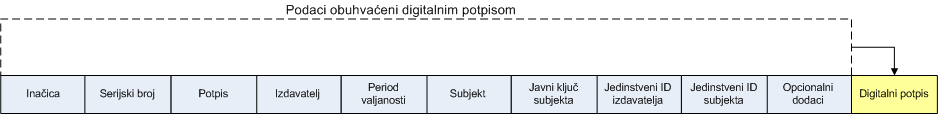 Podaci obuhvaćeni digitalnim potpisom
Inačica
Serijski broj
Potpis
Izdavatelj
Period
valjanosti
Subjekt
Javni ključ
subjekta
Jedinstveni ID
izdavatelja
Jedinstveni ID
subjekta
Opcionalni
dodaci
Digitalni potpis